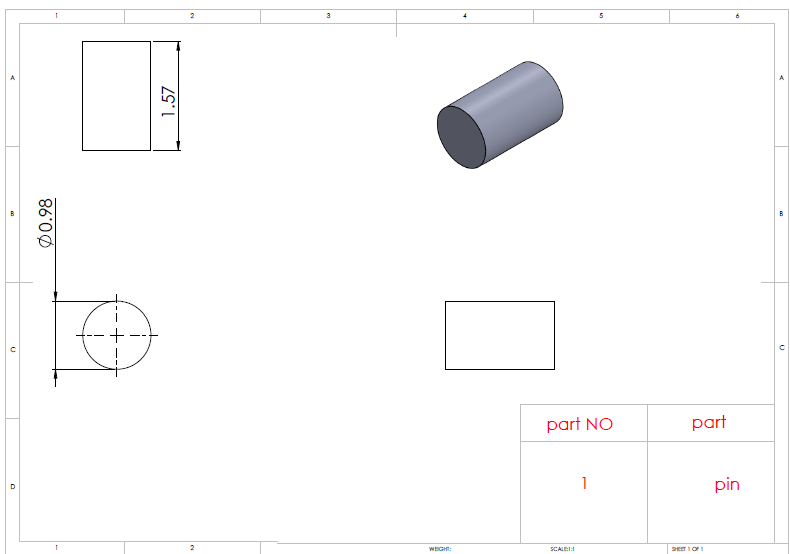 1 2 3 4 5 6
A A
1.57
B B
Ø0.98
C C
part NO part
1 pin
D
1 2 WEIGHT: SCALE:1:1 SHEET 1 OF 1